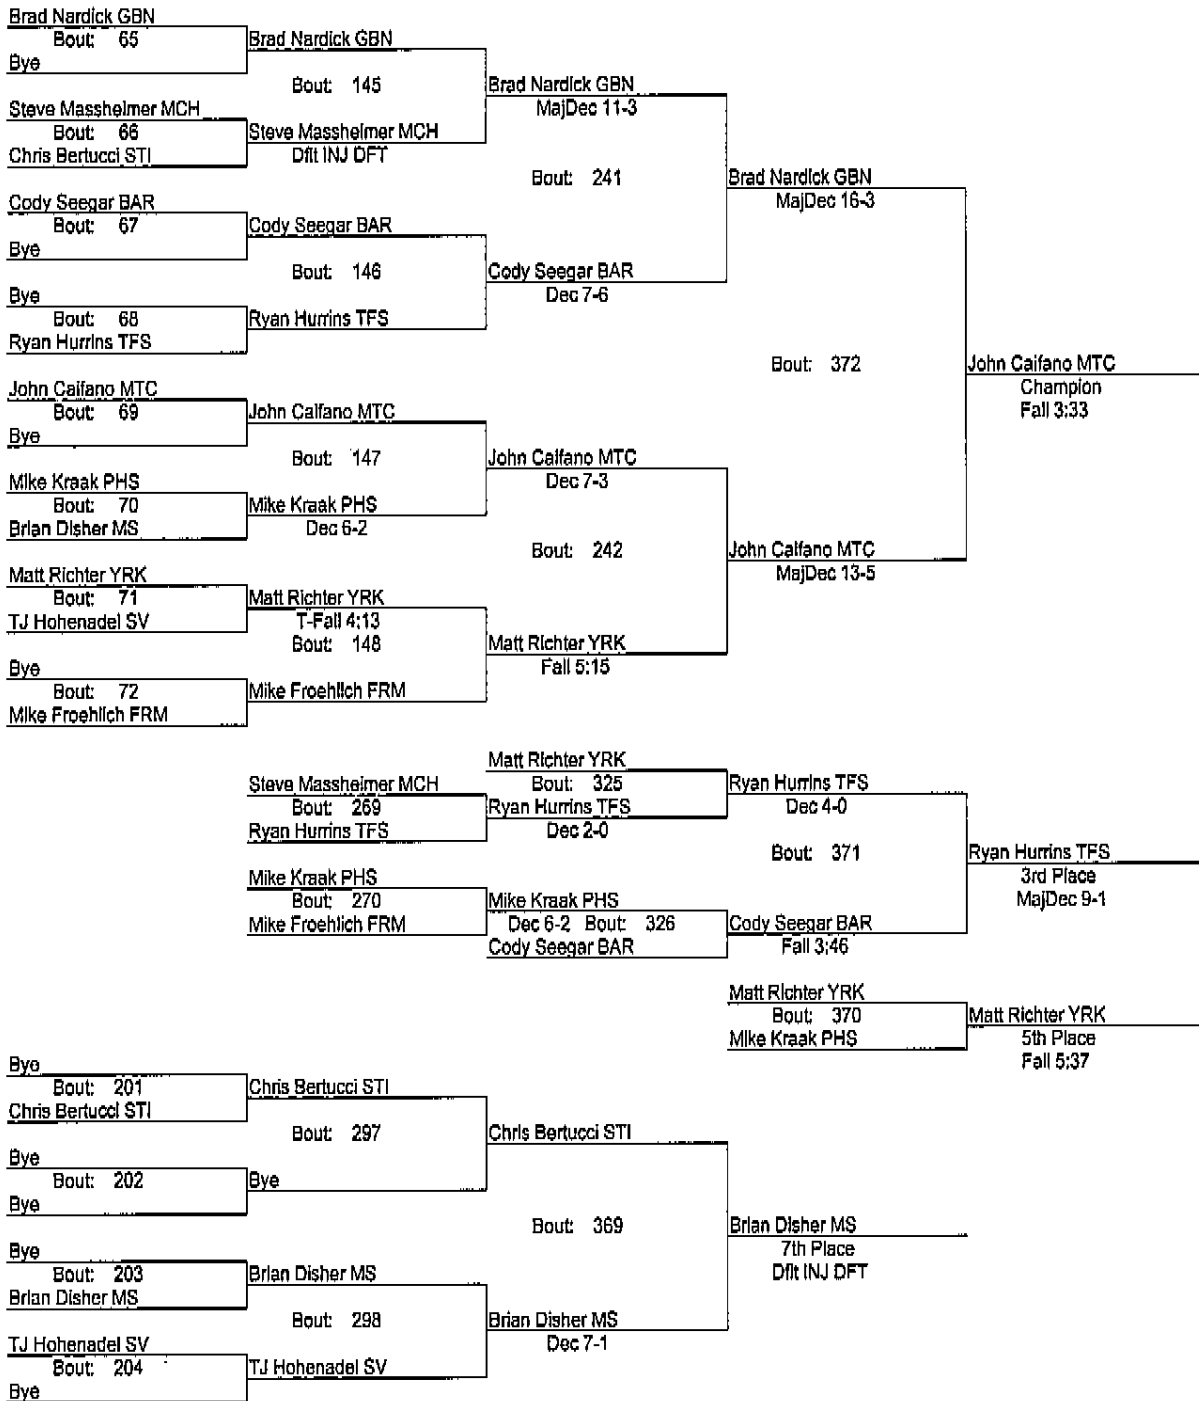 Brad Nardick GBN
Bout: 65
Bye
Brad Nardick GBN
Bout: 145
Steve Massheimer MCH
Bout: 66
Chris Bertucci STI
Steve Massheimer MCH
Dflt INJ DFT
Brad Nardick GBN
MajDec 11-3
Bout: 241
Cody Seegar BAR
Bout: 67
Bye
Cody Seegar BAR
Bout: 146
Bye
Bout: 68
Ryan Hurrins TFS
Ryan Hurrins TFS
Cody Seegar BAR
Dec 7-6
Brad Nardick GBN
MajDec 16-3
Bout: 372
John Caifano MTC
Champion
Fall 3:33
John Caifano MTC
Bout: 69
Bye
John Caifano MTC
Bout: 147
Mike Kraak PHS
Bout: 70
Brian Disher MS
Mike Kraak PHS
Dec 6-2
John Caifano MTC
Dec 7-3
Bout: 242
John Caifano MTC
MajDec 13-5
Matt Richter YRK
Bout: 71
TJ Hohenadel SV
Matt Richter YRK
T-Fall 4:13
Bout: 148
Bye
Bout: 72
Mike Froehlich FRM
Mike Froehlich FRM
Matt Richter YRK
Fall 5:15
Steve Massheimer MCH
Bout: 269
Ryan Hurrins TFS
Matt Richter YRK
Bout: 325
Ryan Hurrins TFS
Dec 2-0
Ryan Hurrins TFS
Dec 4-0
Bout: 371
Ryan Hurrins TFS
3rd Place
MajDec 9-1
Mike Kraak PHS
Bout: 270
Mike Froehlich FRM
Mike Kraak PHS
Dec 6-2 Bout: 326
Cody Seegar BAR
Cody Seegar BAR
Fall 3:46
Matt Richter YRK
Bout: 370
Mike Kraak PHS
Matt Richter YRK
5th Place
Fall 5:37
Bye
Bout: 201
Chris Bertucci STI
Chris Bertucci STI
Bout: 297
Bye
Bout: 202
Bye
Bye
Chris Bertucci STI
Bout: 369
Brian Disher MS
7th Place
Dflt INJ DFT
Bye
Bout: 203
Brian Disher MS
Brian Disher MS
Bout: 298
TJ Hohenadel SV
Bout: 204
Bye
TJ Hohenadel SV
Brian Disher MS
Dec 7-1